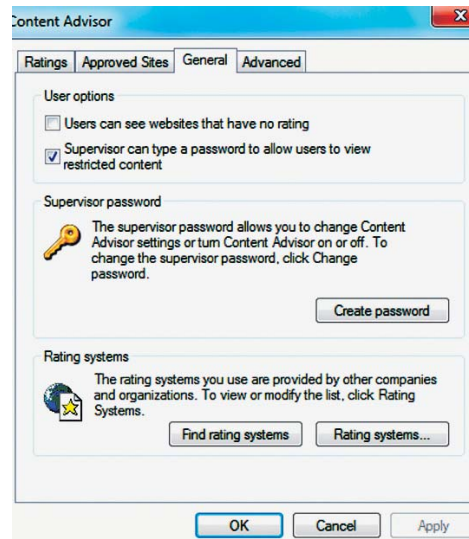 Content Advisor
Ratings Approved Sites General Advanced
User options
Users can see websites that have no rating
Supervisor can type a password to allow users to view
restricted content
Supervisor password
The supervisor password allows you to change Content
Advisor settings or turn Content Advisor on or off. To
change the supervisor password, click Change
password.
Create password
Rating systems
The rating systems you use are provided by other companies
and organizations. To view or modify the list, click Rating
Systems.
Find rating systems Rating systems...
OK Cancel Apply